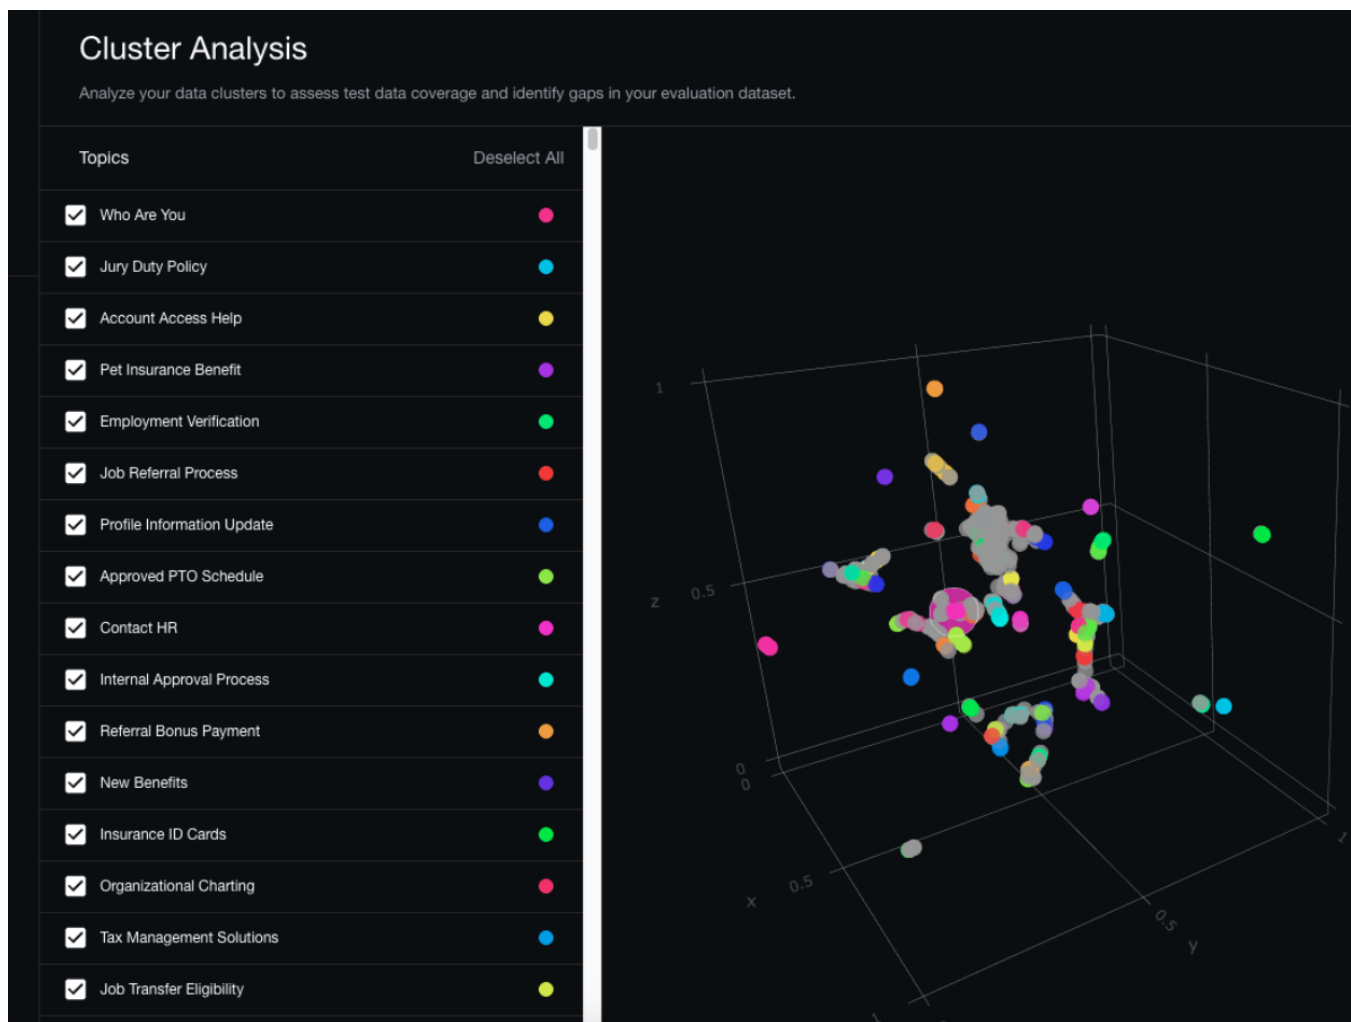 Cluster Analysis
Analyze your data clusters to assess test data coverage and identify gaps in your evaluation dataset.
Topics
Deselect All
Who Are You
Jury Duty Policy
Account Access Help
Pet Insurance Benefit
Employment Verification
Job Referral Process
Profile Information Update
Approved PTO Schedule
Contact HR
Internal Approval Process
Referral Bonus Payment
New Benefits
Insurance ID Cards
Organizational Charting
Tax Management Solutions
Job Transfer Eligibility
1
0.5
z
0
0
0.5
x
1
0.5
y
1